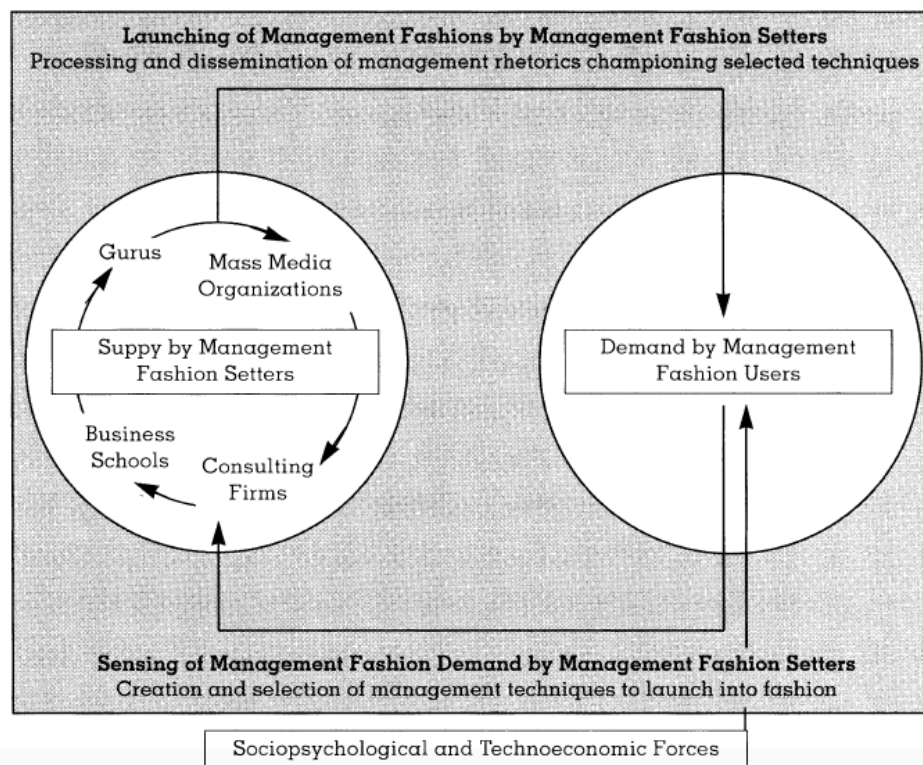 Launching of Management Fashions by Management Fashion Setters
Processing and dissemination of management rhetorics championing selected techniques
Gurus
Mass Media
Organizations
Suppy by Management
Fashion Setters
Demand by Management
Fashion Users
Business
Schools
Consulting
Firms
Sensing of Management Fashion Demand by Management Fashion Setters
Creation and selection of management techniques to launch into fashion
Sociopsychological and Technoeconomic Forces